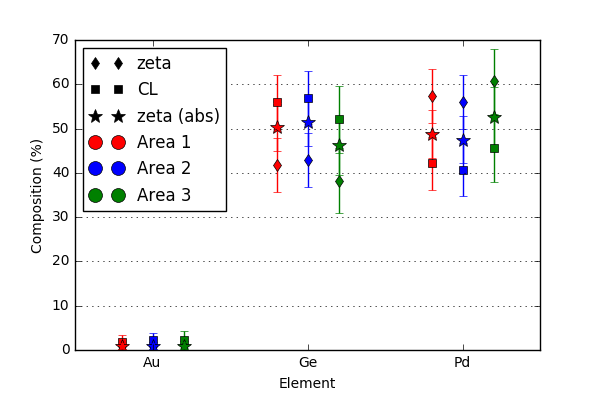 70
60
50
40
30
20
10
0
Composition (%)
zeta
CL
zeta (abs)
Area 1
Area 2
Area 3
Au
Ge
Pd
Element